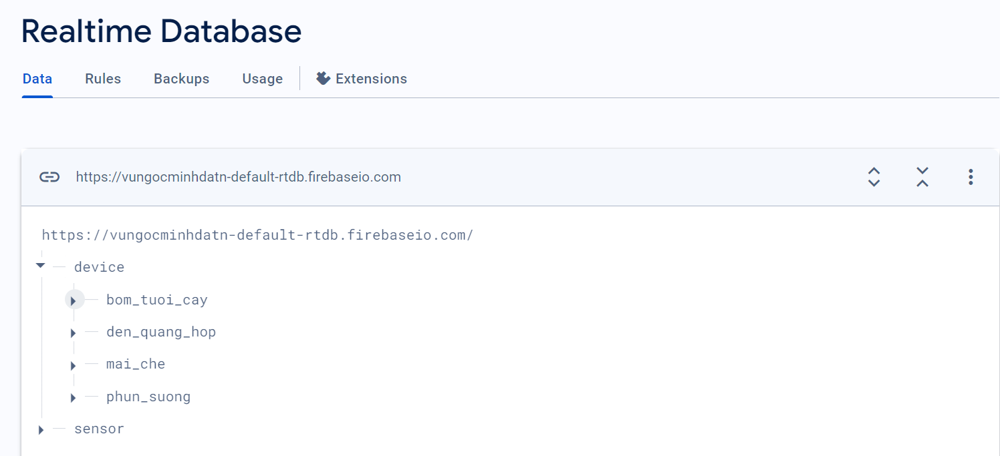 Realtime Database
Data Rules Backups Usage Extensions
https://vungocminhdatn-default-rtdb.firebaseio.com
https://vungocminhdatn-default-rtdb.firebaseio.com/
device
bom_tuoi_cay
den_quang_hop
mai_che
phun_suong
sensor